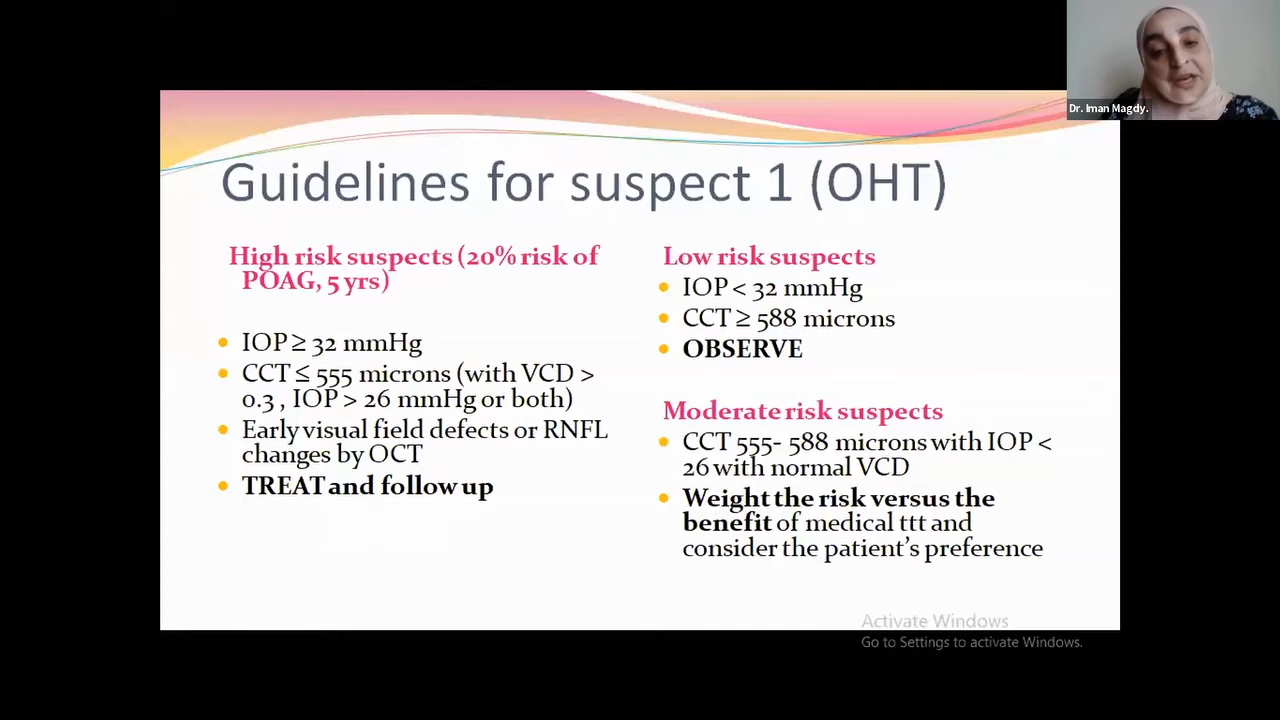 Dr. Iman Magdy.
Guidelines for suspect 1 (OHT)
High risk suspects (20% risk of
POAG, 5 yrs)
IOP ≥ 32 mmHg
CCT ≤ 555 microns (with VCD >
0.3 , IOP > 26 mmHg or both)
Early visual field defects or RNFL
changes by OCT
TREAT and follow up
Low risk suspects
IOP < 32 mmHg
CCT ≥ 588 microns
OBSERVE
Moderate risk suspects
CCT 555- 588 microns with IOP <
26 with normal VCD
Weight the risk versus the
benefit of medical ttt and
consider the patient's preference
Activate Windows
Go to Settings to activate Windows.